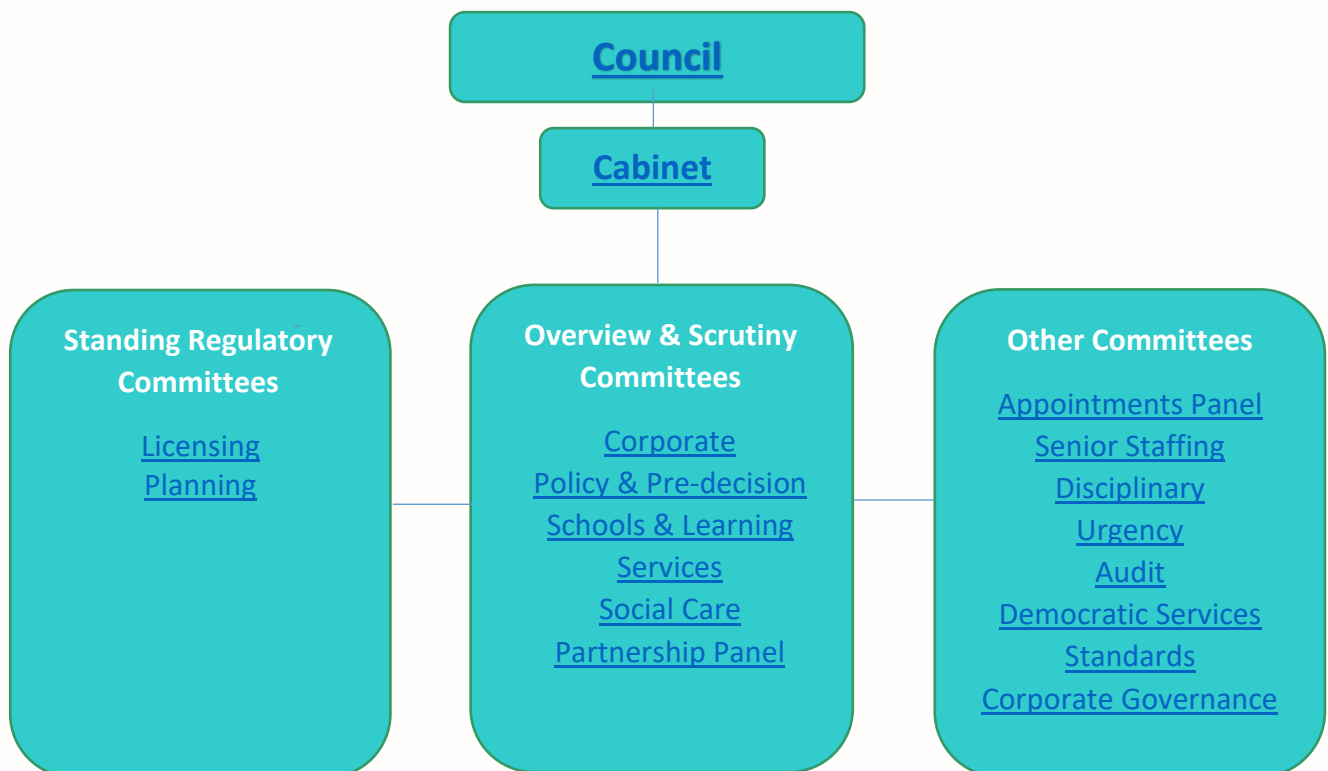 Council
Cabinet
Standing Regulatory
Committees
Licensing
Planning
Overview & Scrutiny
Committees
Corporate
Policy & Pre-decision
Schools & Learning
Services
Social Care
Partnership Panel
Other Committees
Appointments Panel
Senior Staffing
Disciplinary
Urgency
Audit
Democratic Services
Standards
Corporate Governance